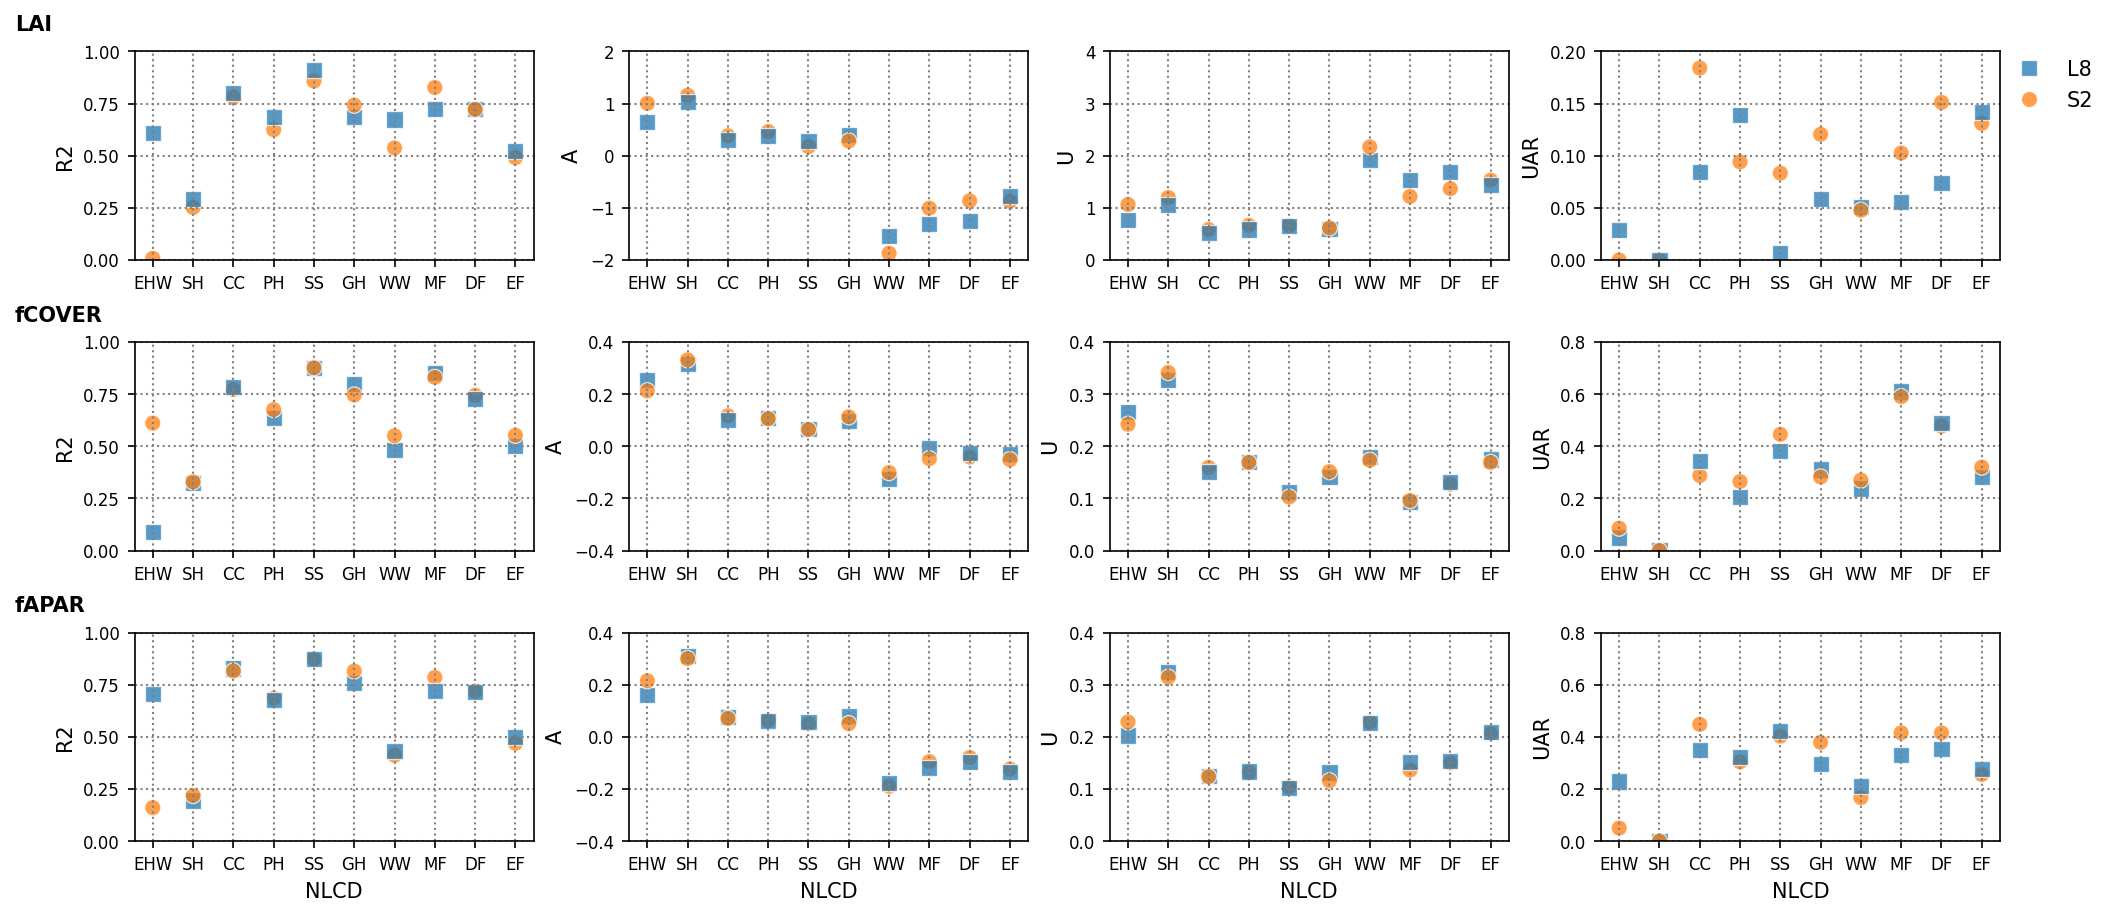 LAI
R2
1.00
0.75
0.50
0.25
0.00
EHW SH CC PH SS GH WW MF DF EF
A
2
1
0
−1
−2
EHW SH CC PH SS GH WW MF DF EF
U
4
3
2
1
0
EHW SH CC PH SS GH WW MF DF EF
UAR
0.20
0.15
0.10
0.05
0.00
EHW SH CC PH SS GH WW MF DF EF
L8
S2
fCOVER
R2
1.00
0.75
0.50
0.25
0.00
EHW SH CC PH SS GH WW MF DF EF
A
0.4
0.2
0.0
−0.2
−0.4
EHW SH CC PH SS GH WW MF DF EF
U
0.4
0.3
0.2
0.1
0.0
EHW SH CC PH SS GH WW MF DF EF
UAR
0.8
0.6
0.4
0.2
0.0
EHW SH CC PH SS GH WW MF DF EF
fAPAR
R2
1.00
0.75
0.50
0.25
0.00
EHW SH CC PH SS GH WW MF DF EF
NLCD
A
0.4
0.2
0.0
−0.2
−0.4
EHW SH CC PH SS GH WW MF DF EF
NLCD
U
0.4
0.3
0.2
0.1
0.0
EHW SH CC PH SS GH WW MF DF EF
NLCD
UAR
0.8
0.6
0.4
0.2
0.0
EHW SH CC PH SS GH WW MF DF EF
NLCD